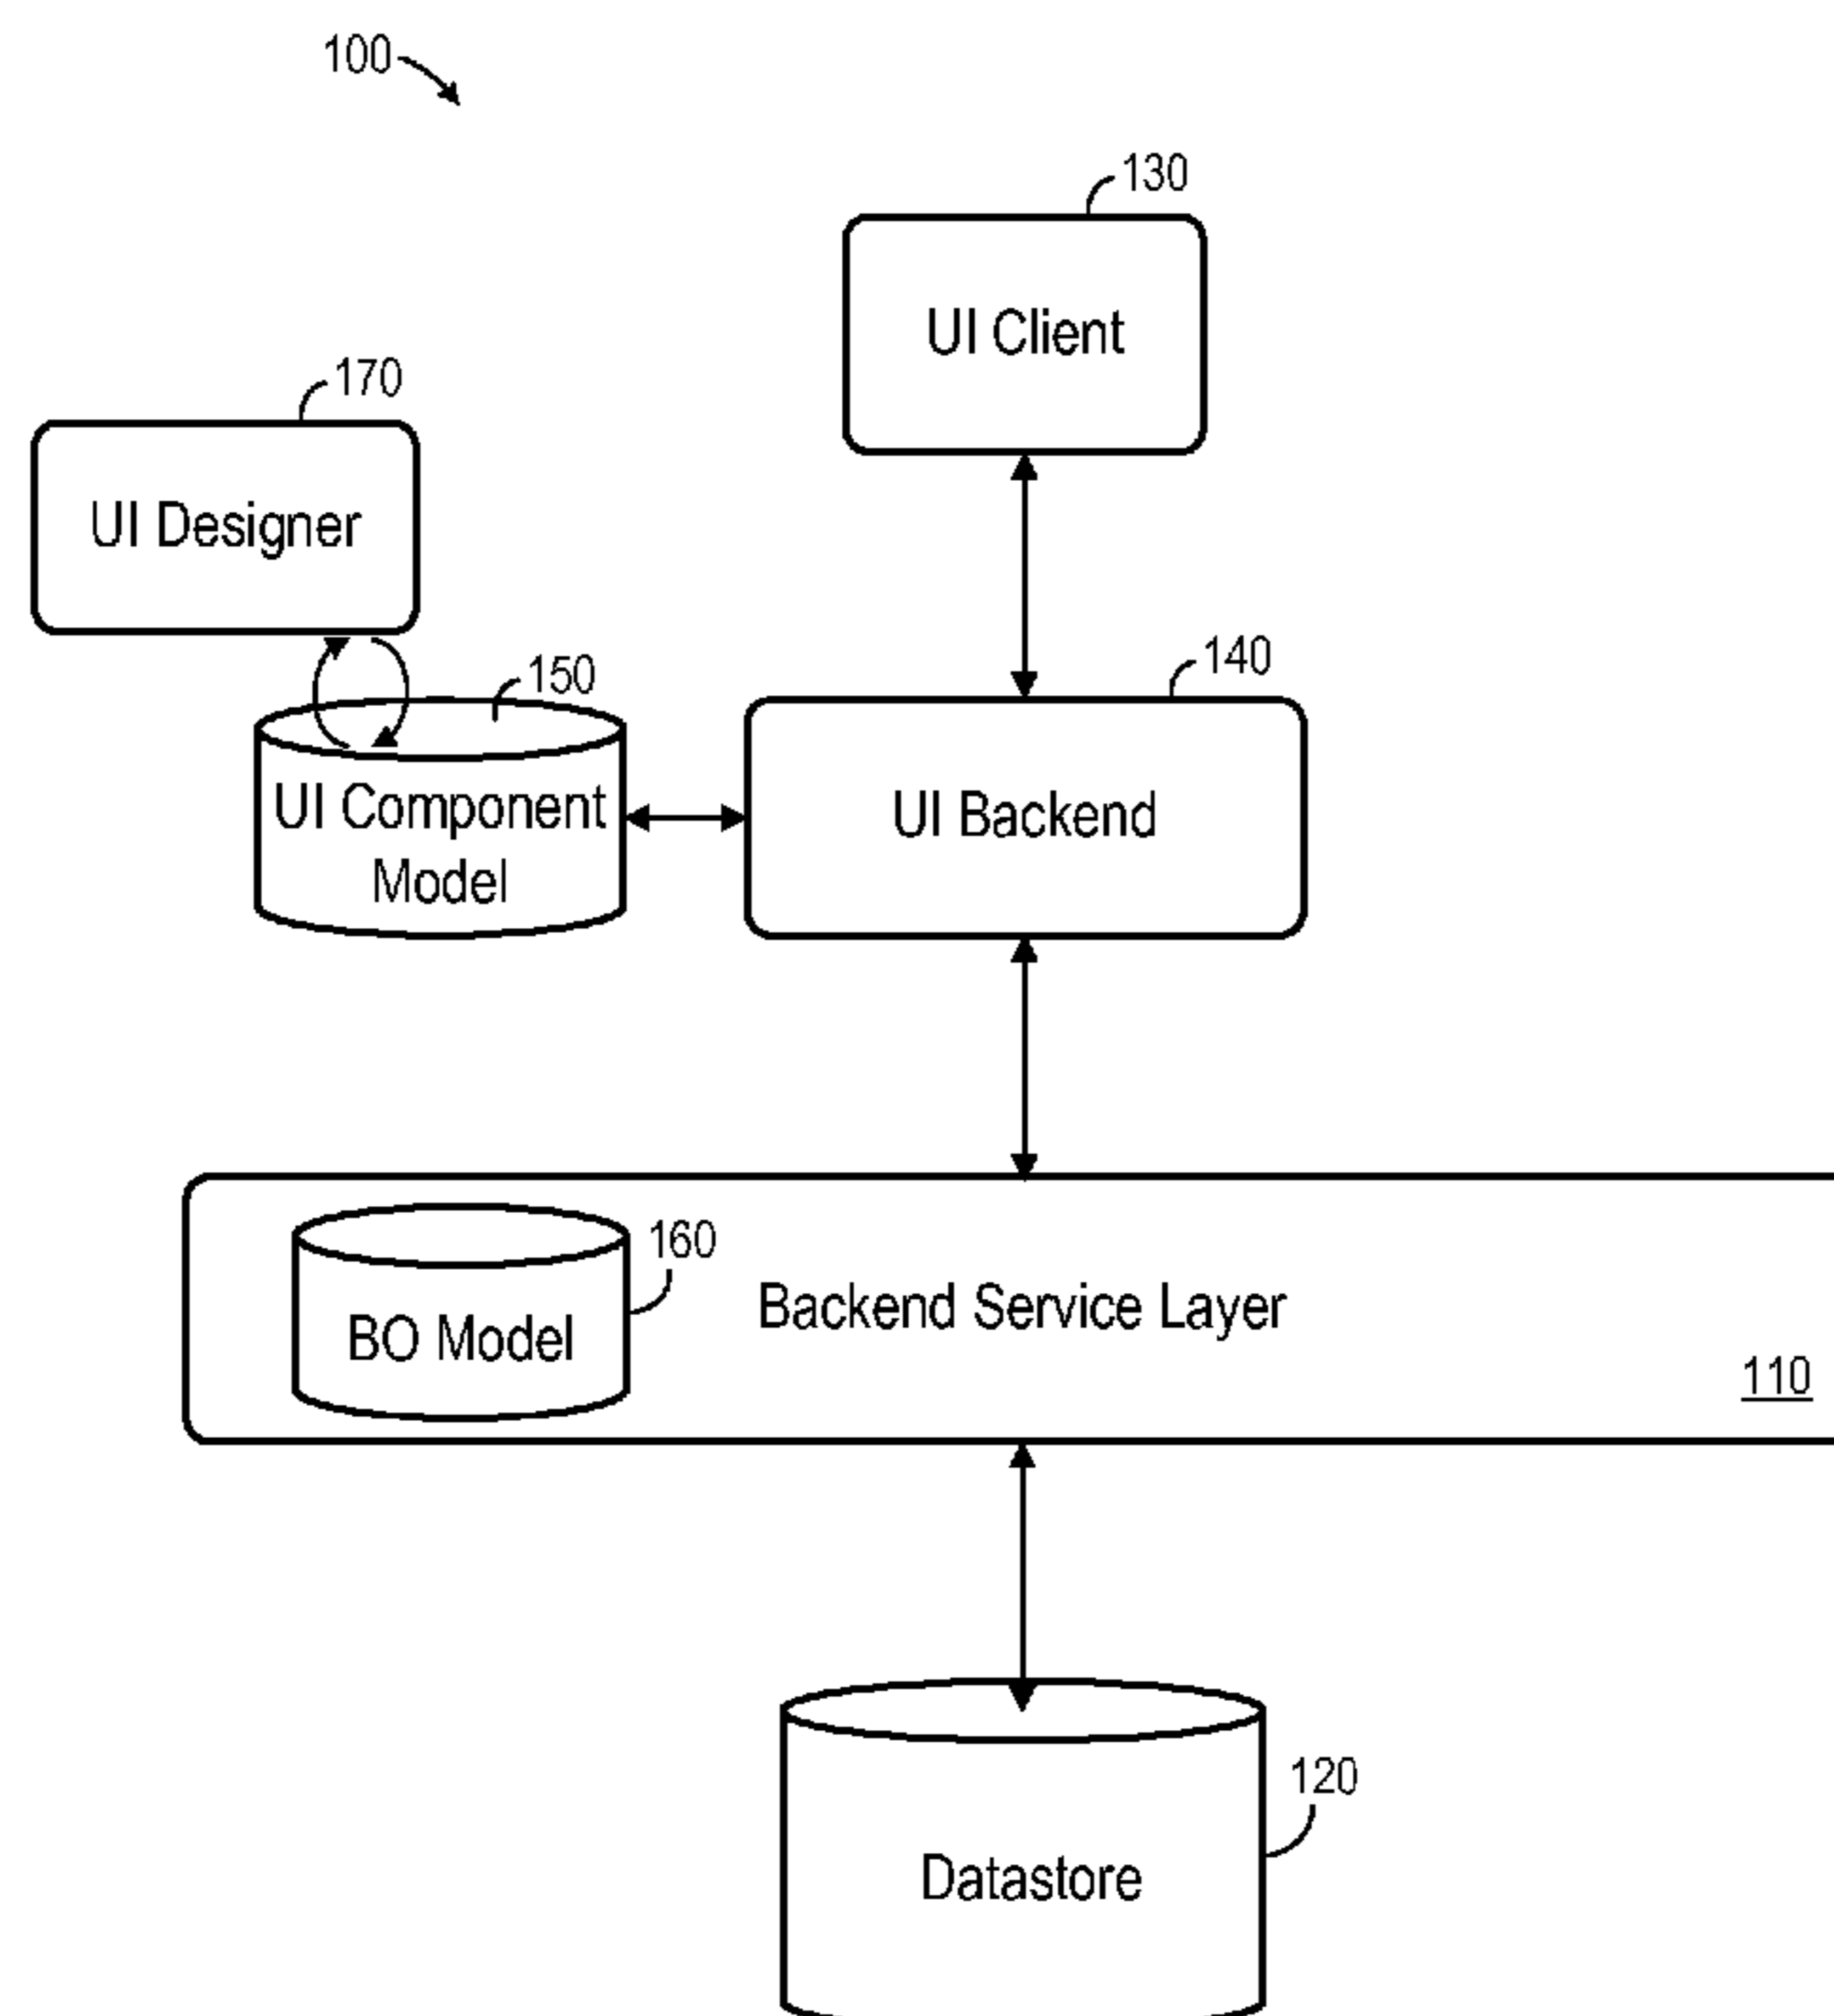 100
130
UI Client
170
UI Designer
140
150
UI Component
Model
UI Backend
160
BO Model
Backend Service Layer
110
120
Datastore